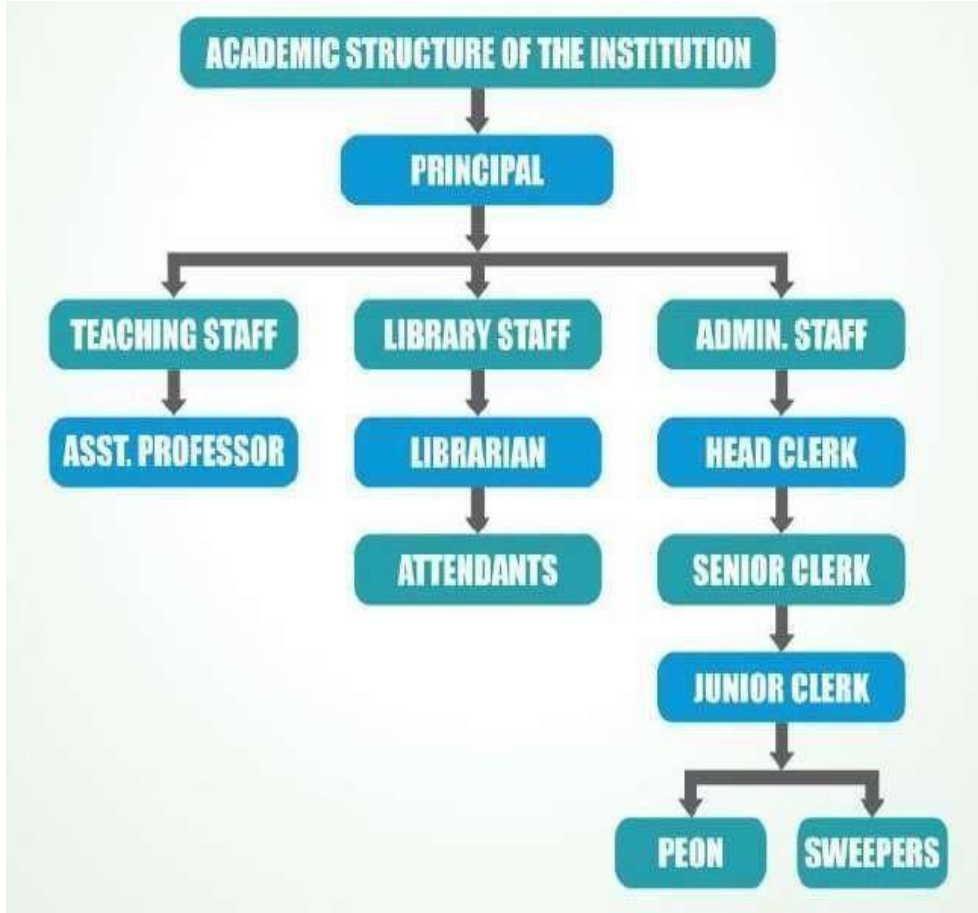 ACADEMIC STRUCTURE OF THE INSTITUTION
PRINCIPAL
TEACHING STAFF
LIBRARY STAFF
ADMIN. STAFF
ASST. PROFESSOR
LIBRARIAN
HEAD CLERK
ATTENDANTS
SENIOR CLERK
JUNIOR CLERK
PEON
SWEEPERS